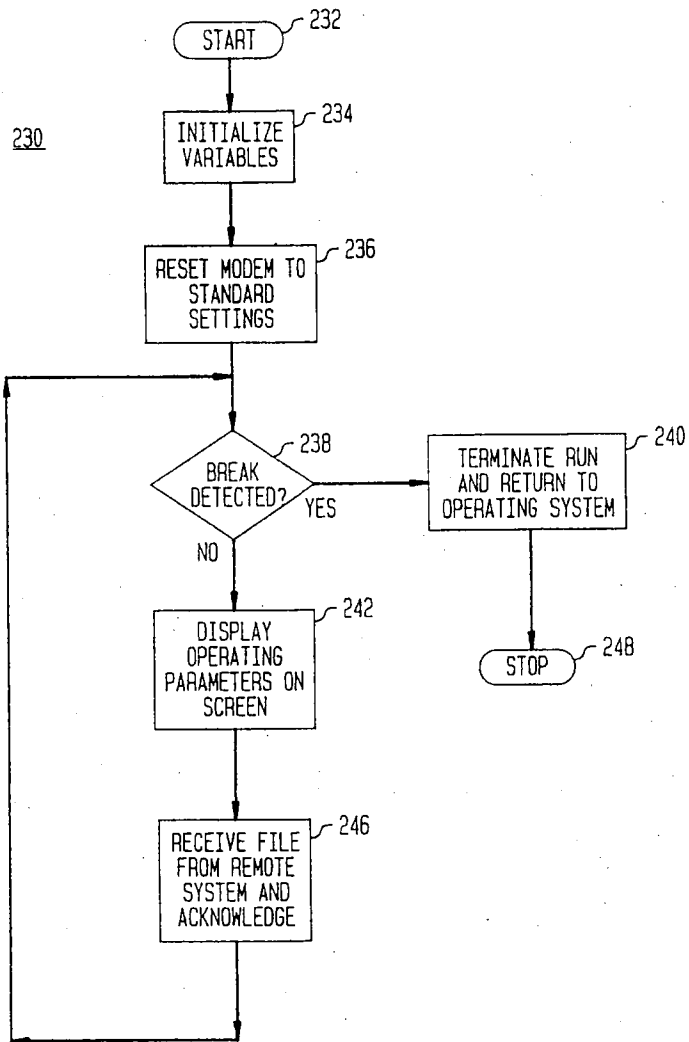 START
232
230
INITIALIZE
VARIABLES
234
RESET MODEM TO
STANDARD
SETTINGS
236
BREAK
DETECTED?
238
YES
NO
TERMINATE RUN
AND RETURN TO
OPERATING SYSTEM
240
STOP
248
DISPLAY
OPERATING
PARAMETERS ON
SCREEN
242
RECEIVE FILE
FROM REMOTE
SYSTEM AND
ACKNOWLEDGE
246